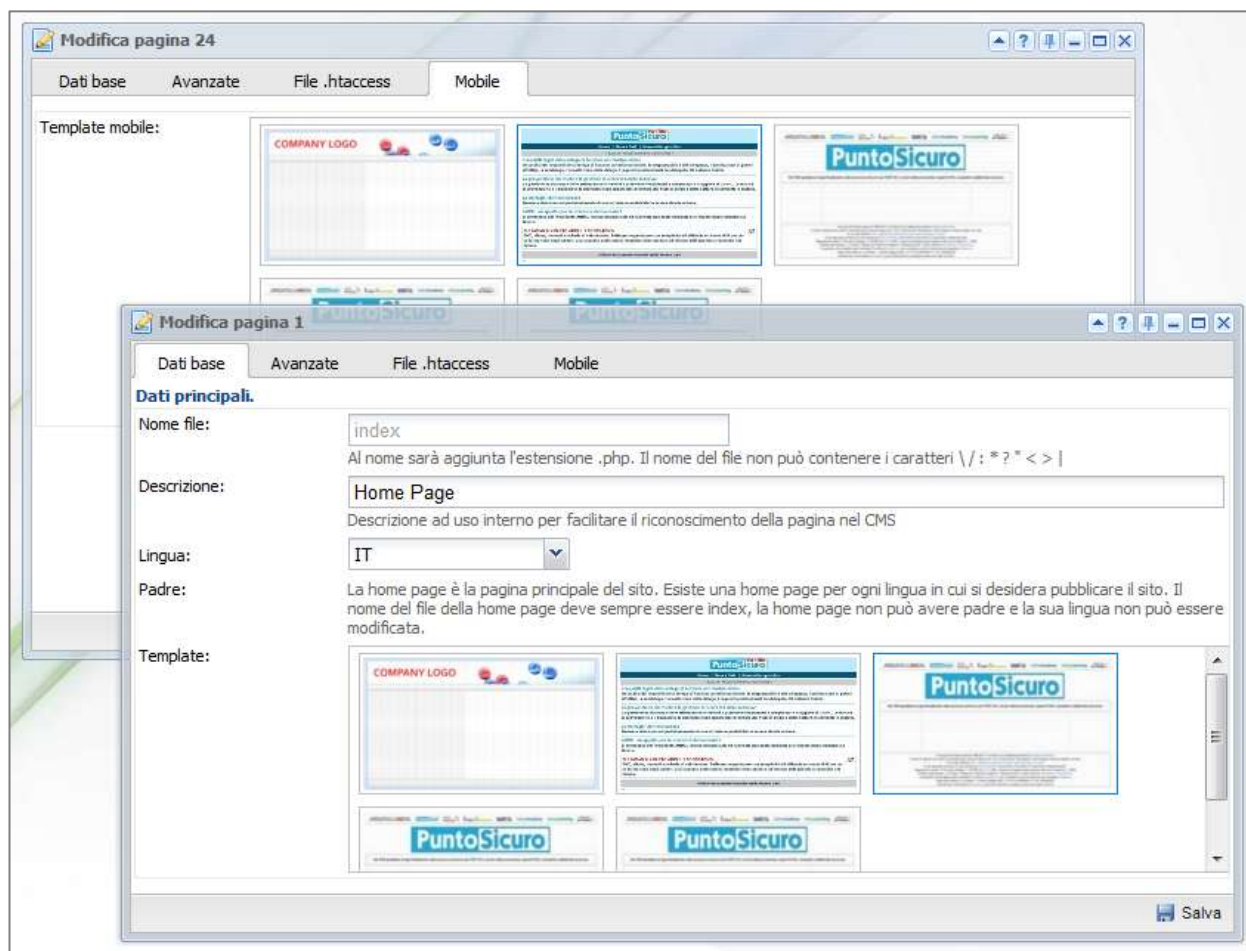 Modifica pagina 24
Dati base Avanzate File .htaccess Mobile
Template mobile:
COMPANY LOGO
PuntoSicuro
PuntoSicuro
PuntoSicuro
PuntoSicuro
Modifica pagina 1
Dati base Avanzate File .htaccess Mobile
Dati principali.
Nome file:
index
Al nome sarà aggiunta l'estensione .php. Il nome del file non può contenere i caratteri \ / : * ? " < > |
Descrizione:
Home Page
Descrizione ad uso interno per facilitare il riconoscimento della pagina nel CMS
Lingua:
IT
Padre:
La home page è la pagina principale del sito. Esiste una home page per ogni lingua in cui si desidera pubblicare il sito. Il
nome del file della home page deve sempre essere index, la home page non può avere padre e la sua lingua non può essere
modificata.
Template:
COMPANY LOGO
PuntoSicuro
PuntoSicuro
PuntoSicuro
PuntoSicuro
Salva